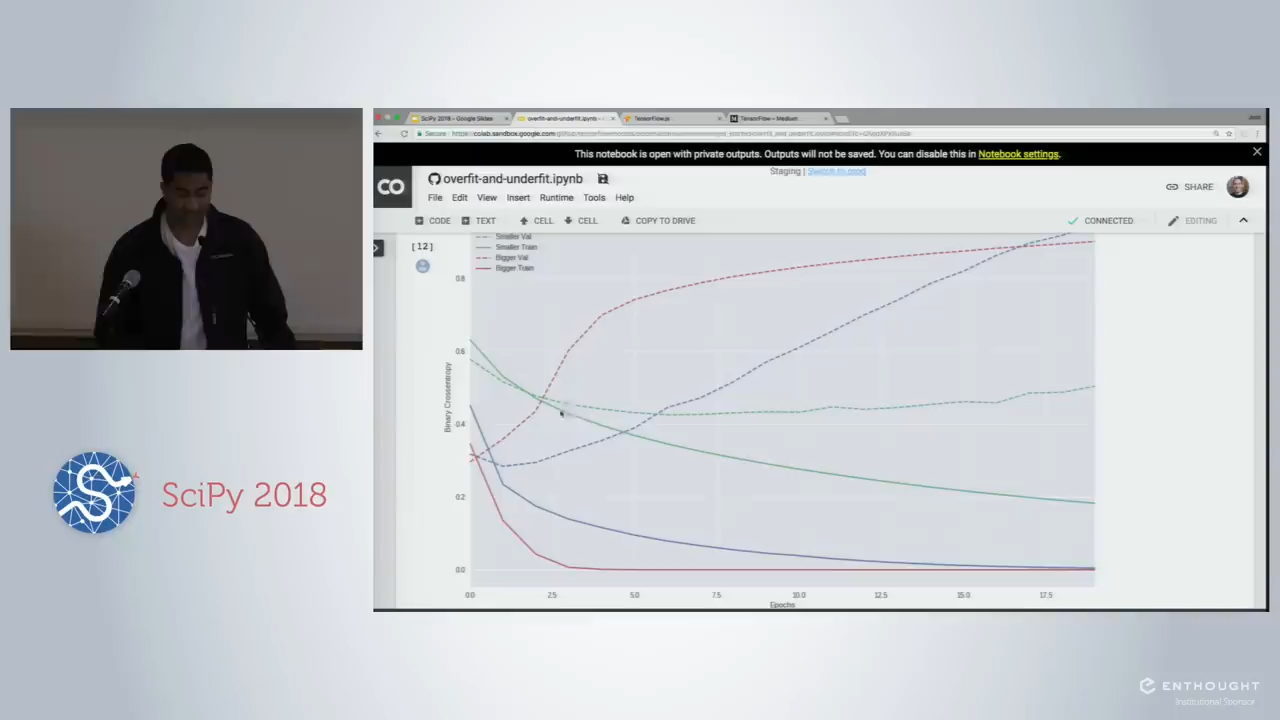 SciPy 2018 - Google Slides
overfit-and-underfit.ipynb
TensorFlow.js
TensorFlow – Medium
Secure
This notebook is open with private outputs. Outputs will not be saved. You can disable this in Notebook settings.
Staging | Switch to prod
CO
overfit-and-underfit.ipynb
SHARE
File Edit View Insert Runtime Tools Help
CODE TEXT CELL CELL COPY TO DRIVE CONNECTED EDITING
[12]
Smaller Val
Smaller Train
Bigger Val
Bigger Train
0.8
0.6
0.4
0.2
0.0
Binary Crossentropy
0.0 2.5 5.0 7.5 10.0 12.5 15.0 17.5
Epochs
SciPy 2018
ENTHOUGHT
Institutional Sponsor